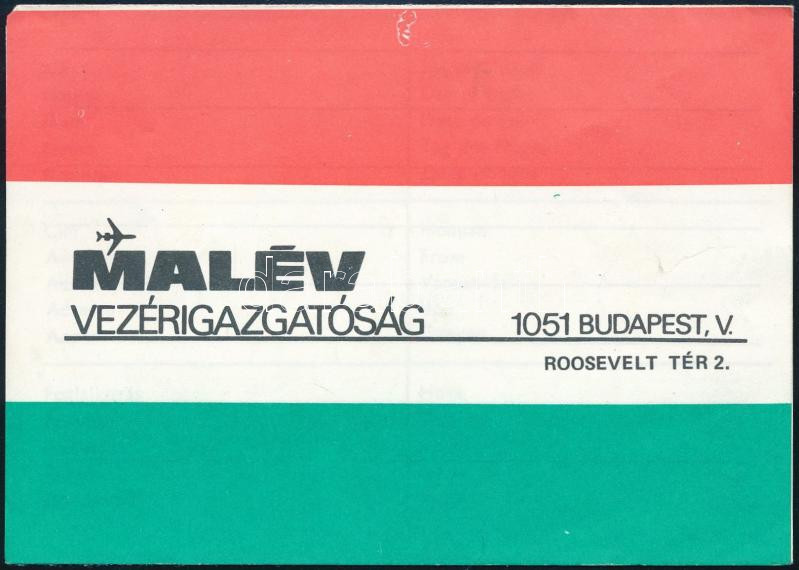 MALÉV
VEZÉRIGAZGATÓSÁG
1051 BUDAPEST, V.
ROOSEVELT TÉR 2.